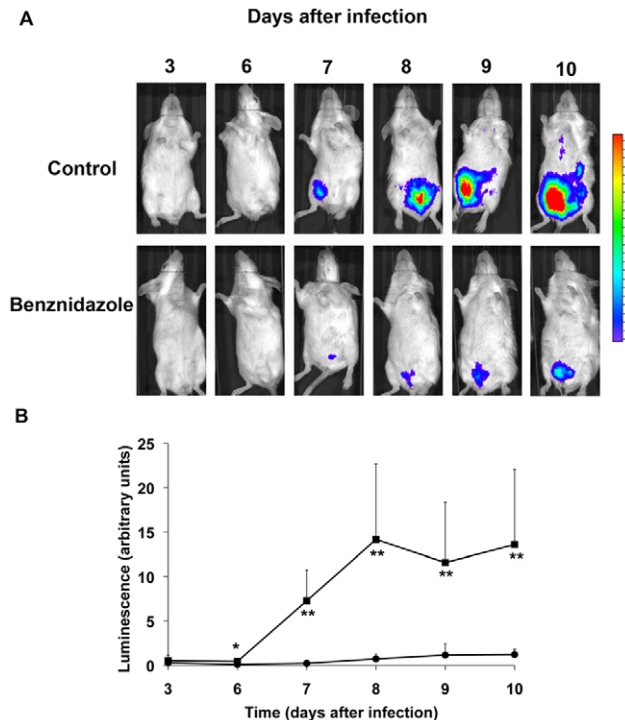 A
Days after infection
3 6 7 8 9 10
Control
Benznidazole
B
Luminescence (arbitrary units)
25
20
15
10
5
0
*
**
**
**
**
3 6 7 8 9 10
Time (days after infection)